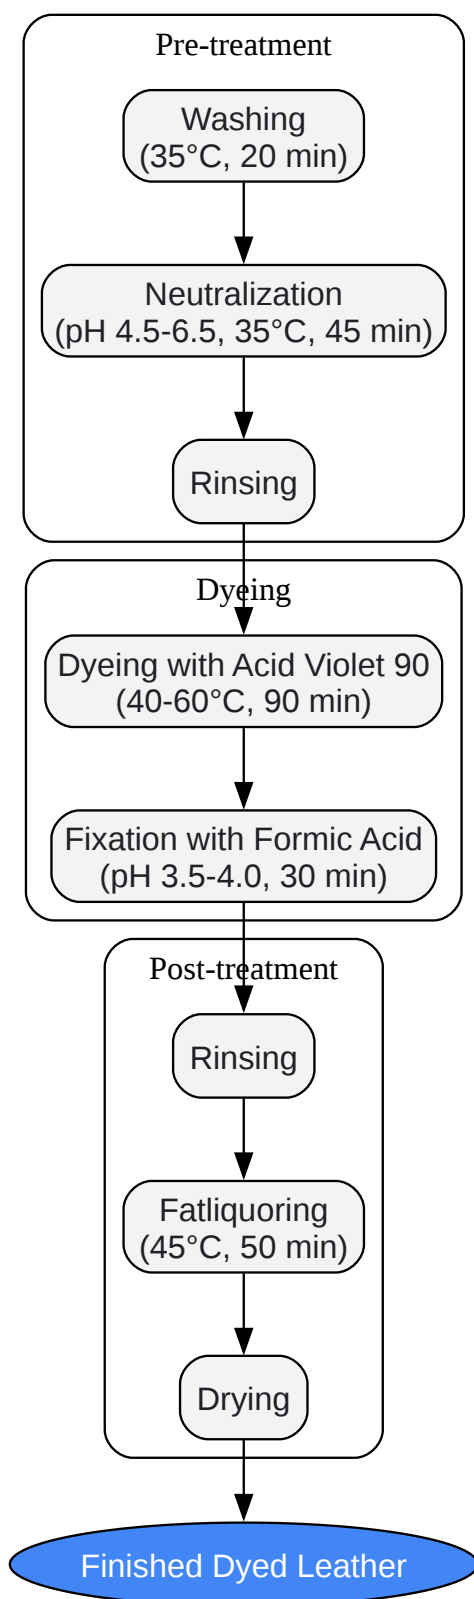 Pre-treatment
Washing
(35°C, 20 min)
Neutralization
(pH 4.5-6.5, 35°C, 45 min)
Rinsing
Dyeing
Dyeing with Acid Violet 90
(40-60°C, 90 min)
Fixation with Formic Acid
(pH 3.5-4.0, 30 min)
Post-treatment
Rinsing
Fatliquoring
(45°C, 50 min)
Drying
Finished Dyed Leather